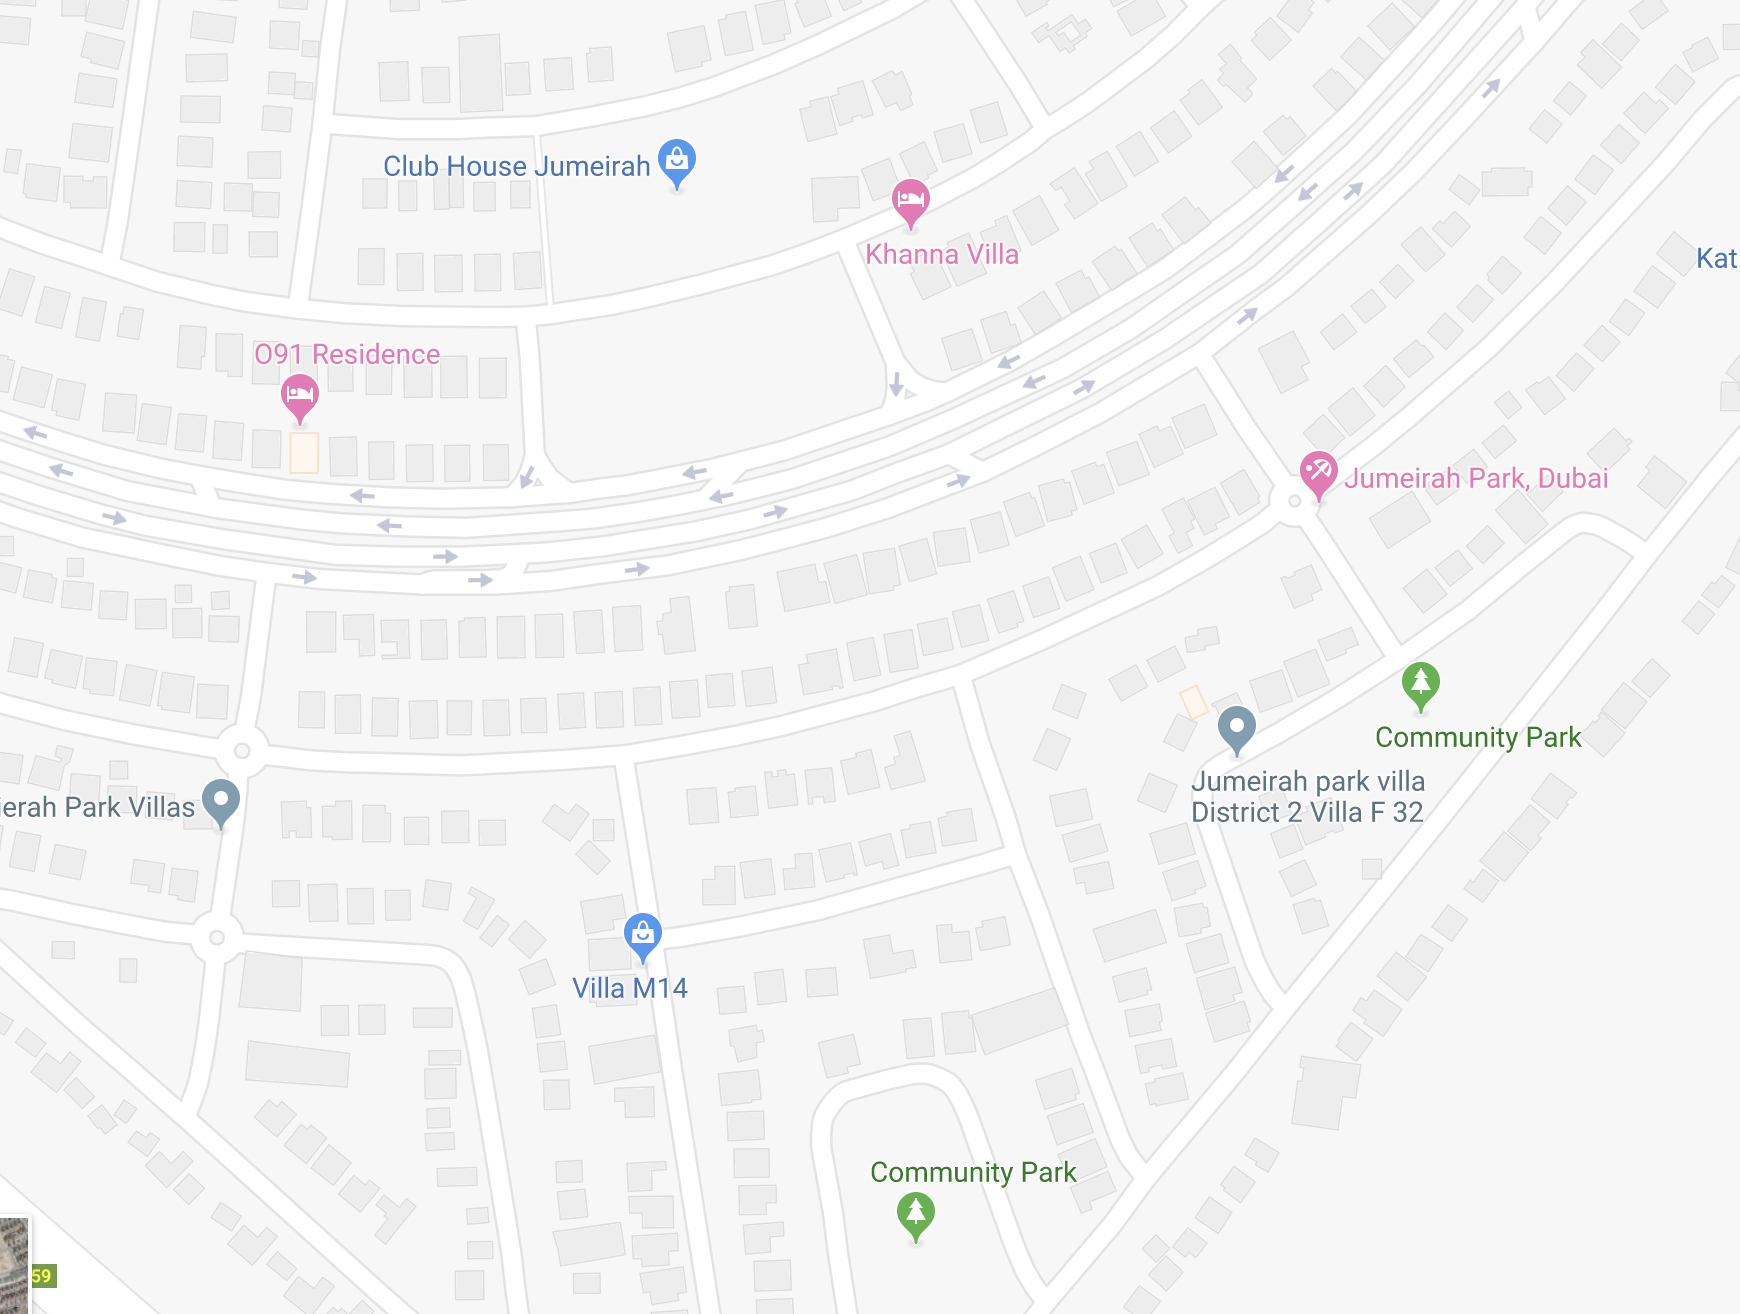 Club House Jumeirah
Khanna Villa
Kat
O91 Residence
Jumeirah Park, Dubai
Community Park
Jumeirah park villa
District 2 Villa F 32
ierah Park Villas
Villa M14
Community Park
59